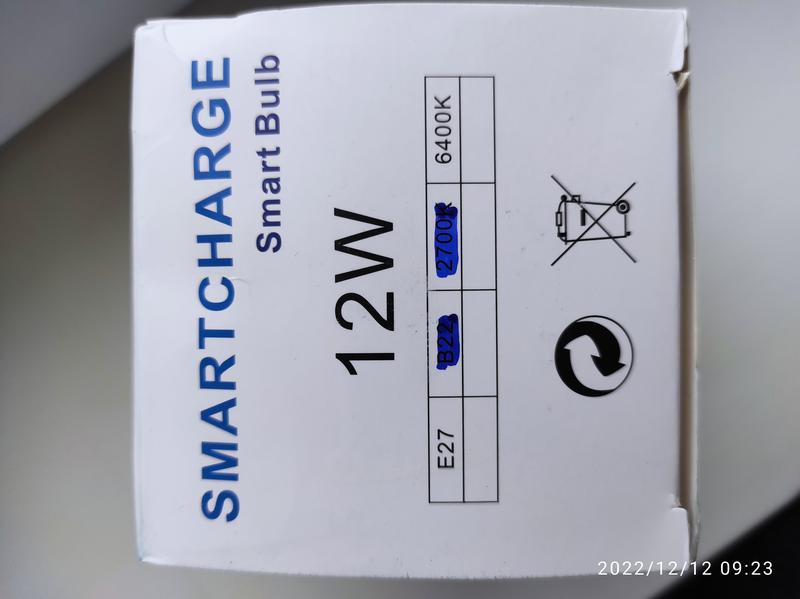 SMARTCHARGE
Smart Bulb
12W
E27 B22 2700K 6400K
2022/12/12 09:23